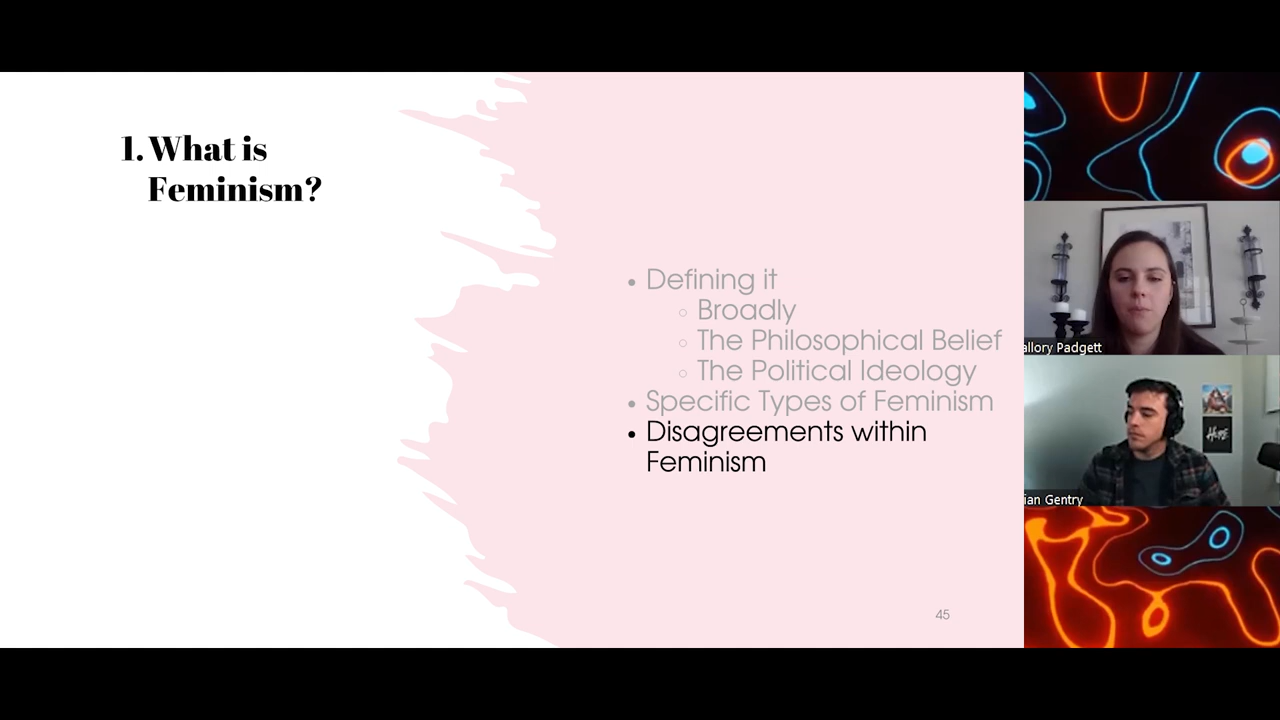 1. What is
Feminism?
• Defining it
○ Broadly
○ The Philosophical Belief
○ The Political Ideology
• Specific Types of Feminism
• Disagreements within
Feminism
45
allory Padgett
HOPE
ian Gentry